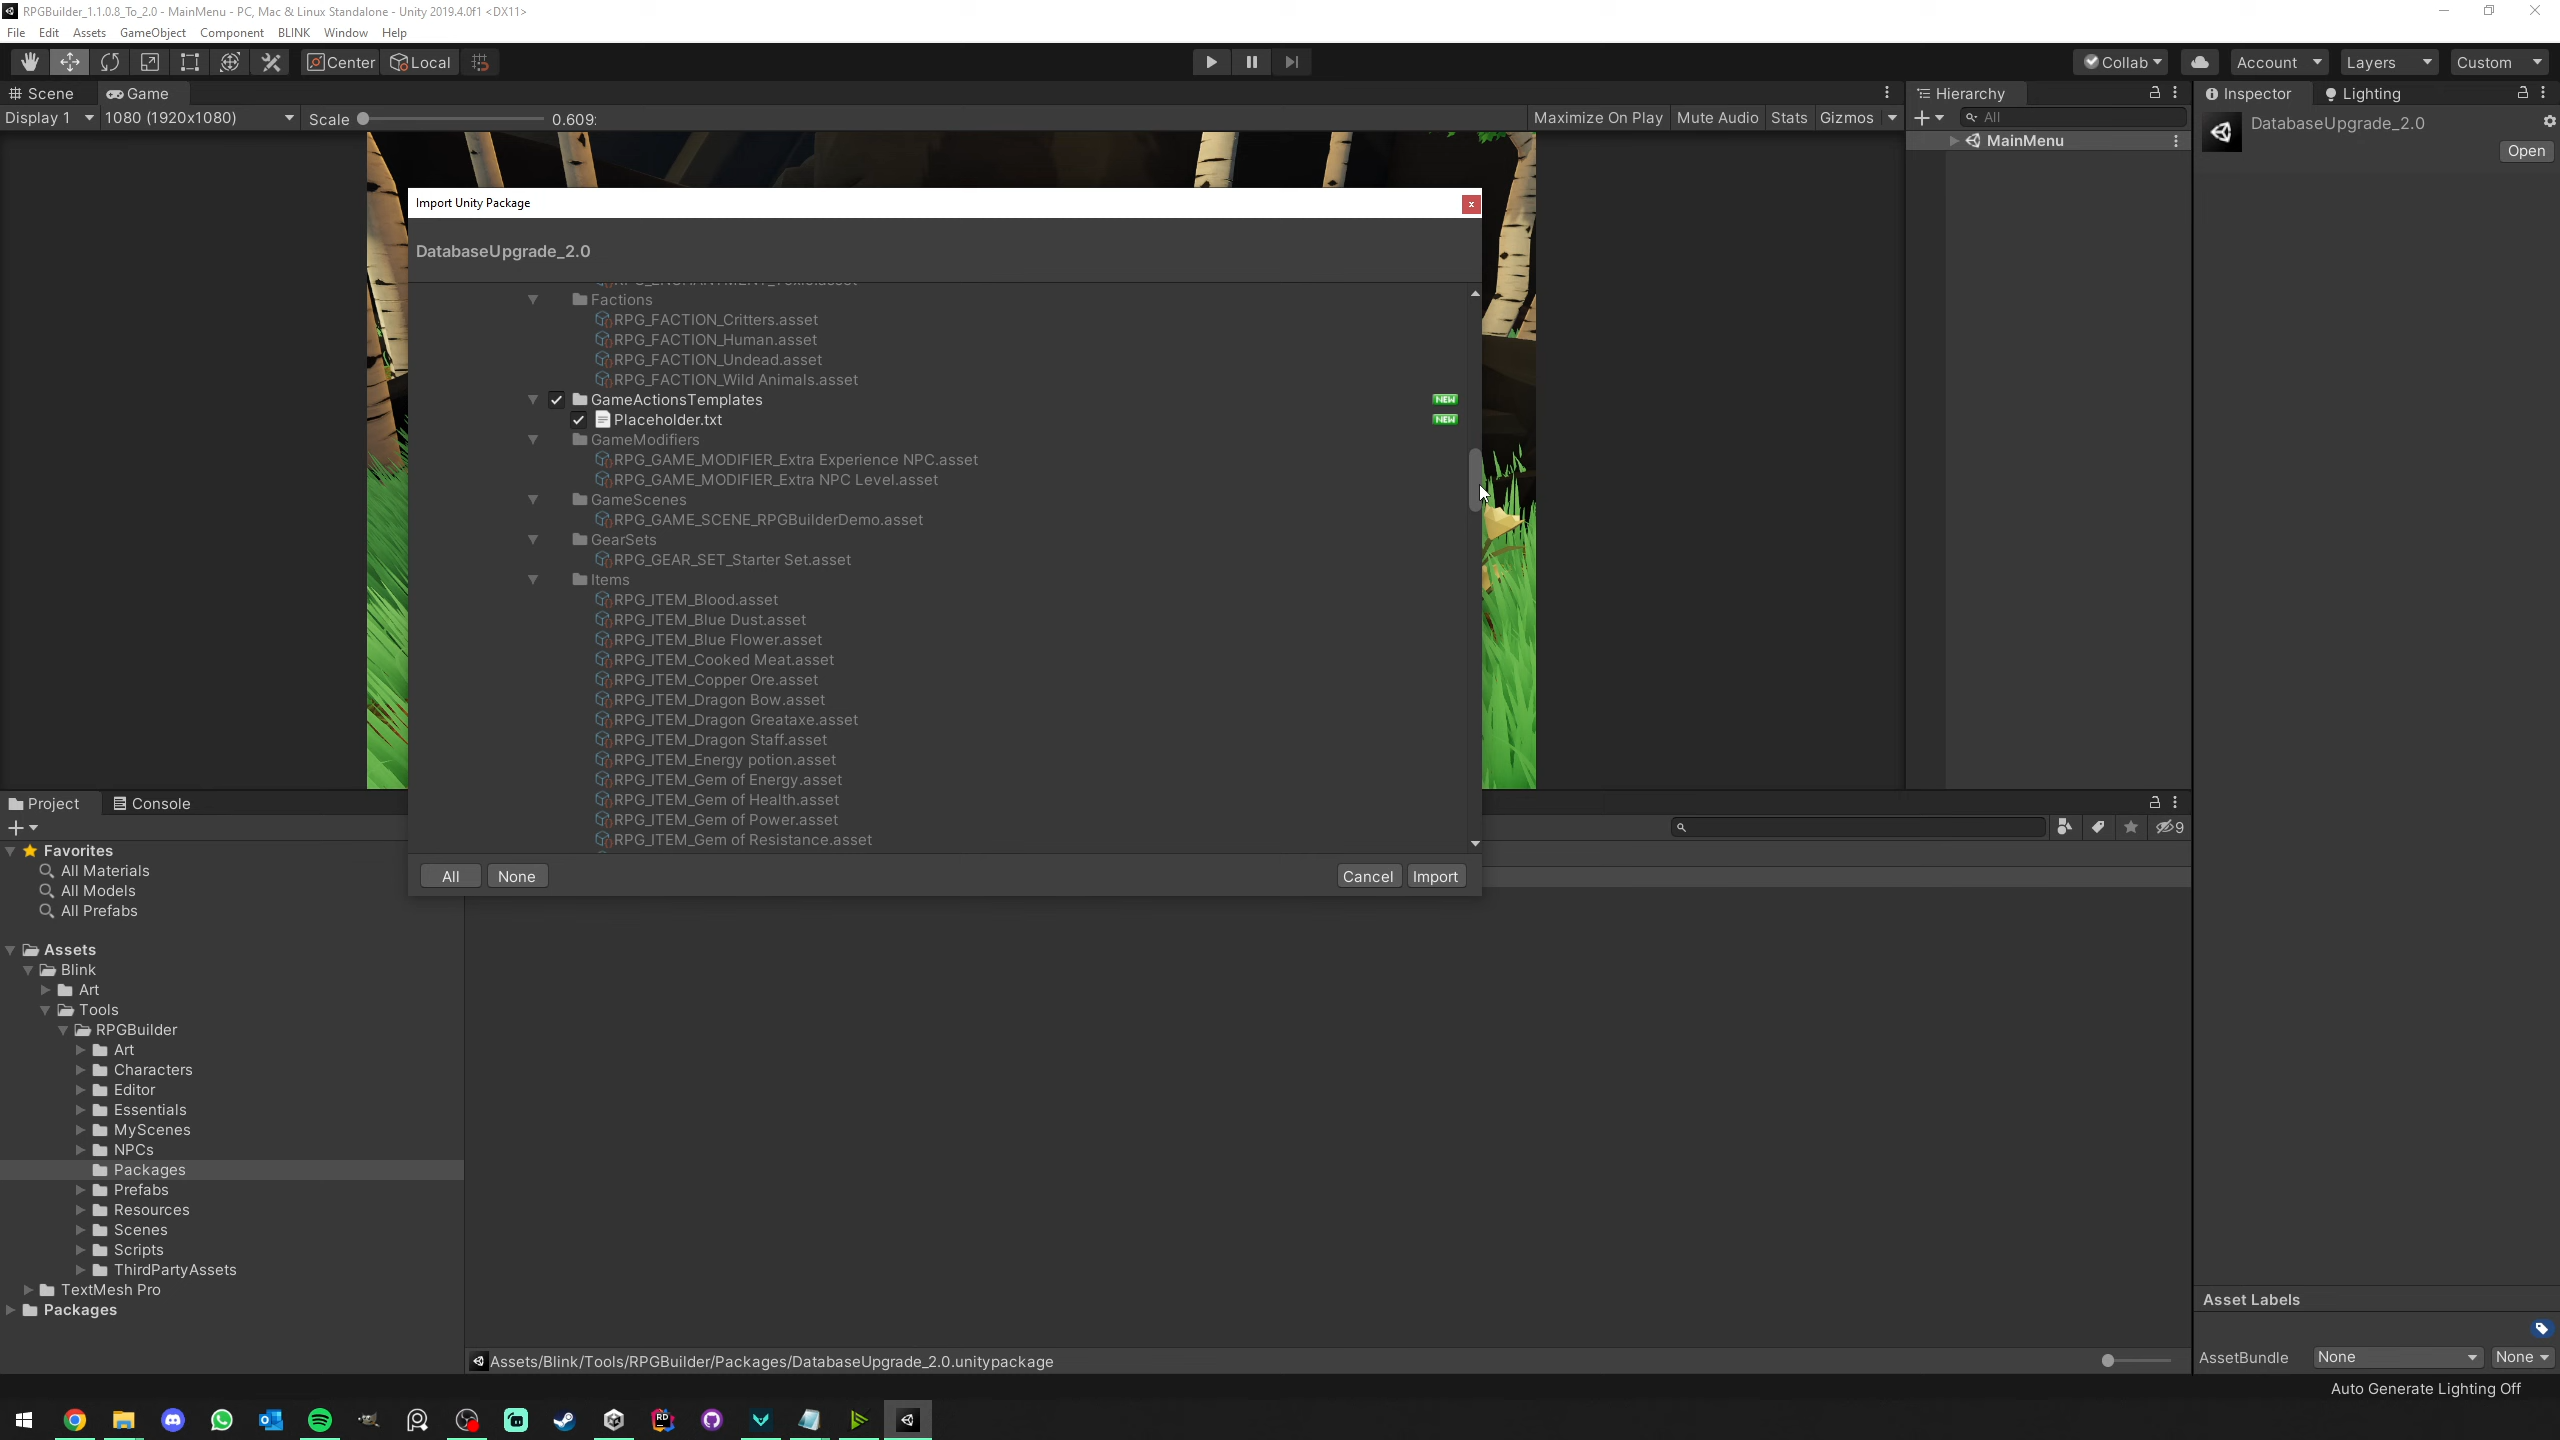 RPGBuilder_1.1.0.8_To_2.0 - MainMenu - PC, Mac & Linux Standalone - Unity 2019.4.0f1 <DX11>
File Edit Assets GameObject Component BLINK Window Help
Center Local Collab Account Layers Custom
Scene Game Hierarchy Inspector Lighting
Display 1 1080 (1920x1080) Scale 0.609: Maximize On Play Mute Audio Stats Gizmos All DatabaseUpgrade_2.0
MainMenu
Open
Import Unity Package x
DatabaseUpgrade_2.0
Factions
RPG_FACTION_Critters.asset
RPG_FACTION_Human.asset
RPG_FACTION_Undead.asset
RPG_FACTION_Wild Animals.asset
GameActionsTemplates NEW
Placeholder.txt NEW
GameModifiers
RPG_GAME_MODIFIER_Extra Experience NPC.asset
RPG_GAME_MODIFIER_Extra NPC Level.asset
GameScenes
RPG_GAME_SCENE_RPGBuilderDemo.asset
GearSets
RPG_GEAR_SET_Starter Set.asset
Items
RPG_ITEM_Blood.asset
RPG_ITEM_Blue Dust.asset
RPG_ITEM_Blue Flower.asset
RPG_ITEM_Cooked Meat.asset
RPG_ITEM_Copper Ore.asset
RPG_ITEM_Dragon Bow.asset
RPG_ITEM_Dragon Greataxe.asset
RPG_ITEM_Dragon Staff.asset
RPG_ITEM_Energy potion.asset
RPG_ITEM_Gem of Energy.asset
RPG_ITEM_Gem of Health.asset
RPG_ITEM_Gem of Power.asset
RPG_ITEM_Gem of Resistance.asset
All None Cancel Import
Project Console
9
Favorites
All Materials
All Models
All Prefabs
Assets
Blink
Art
Tools
RPGBuilder
Art
Characters
Editor
Essentials
MyScenes
NPCs
Packages
Prefabs
Resources
Scenes
Scripts
ThirdPartyAssets
TextMesh Pro
Packages
Assets/Blink/Tools/RPGBuilder/Packages/DatabaseUpgrade_2.0.unitypackage
Asset Labels
AssetBundle None None
Auto Generate Lighting Off
RD